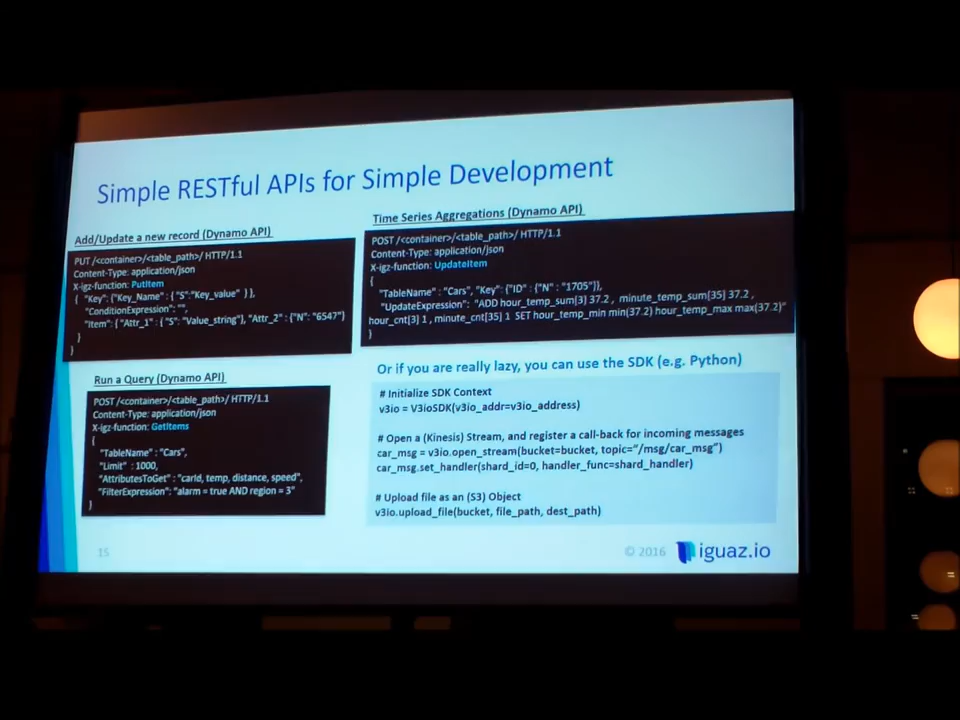 Simple RESTful APIs for Simple Development
Add/Update a new record (Dynamo API)
PUT /<container>/<table_path>/ HTTP/1.1
Content-Type: application/json
X-igz-function: PutItem
{ "Key": {"Key_Name" : { "S":"Key_value" } },
"ConditionExpression": "",
"Item": { "Attr_1" : { "S": "Value_string"}, "Attr_2" : {"N": "6547"}
}
}
Run a Query (Dynamo API)
POST /<container>/<table_path>/ HTTP/1.1
Content-Type: application/json
X-igz-function: GetItems
{
"TableName" : "Cars",
"Limit" : 1000,
"AttributesToGet" : "carId, temp, distance, speed",
"FilterExpression": "alarm = true AND region = 3"
}
Time Series Aggregations (Dynamo API)
POST /<container>/<table_path>/ HTTP/1.1
Content-Type: application/json
X-igz-function: UpdateItem
{
"TableName" : "Cars", "Key": {"ID" : {"N" : "1705"}},
"UpdateExpression": "ADD hour_temp_sum[3] 37.2 , minute_temp_sum[35] 37.2 ,
hour_cnt[3] 1 , minute_cnt[35] 1 SET hour_temp_min min(37.2) hour_temp_max max(37.2)"
}
Or if you are really lazy, you can use the SDK (e.g. Python)
# Initialize SDK Context
v3io = V3ioSDK(v3io_addr=v3io_address)
# Open a (Kinesis) Stream, and register a call-back for incoming messages
car_msg = v3io.open_stream(bucket=bucket, topic="/msg/car_msg")
car_msg.set_handler(shard_id=0, handler_func=shard_handler)
# Upload file as an (S3) Object
v3io.upload_file(bucket, file_path, dest_path)
15
© 2016 iguaz.io